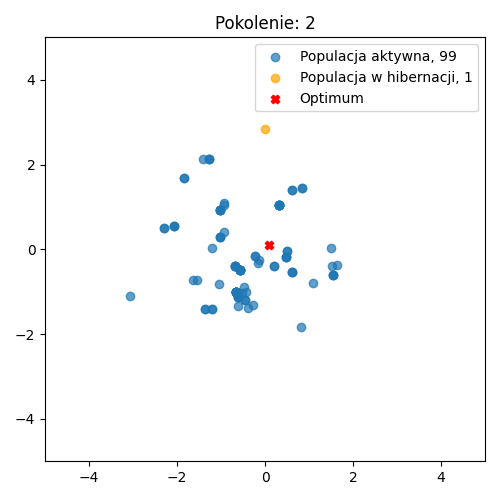 Pokolenie: 2
Populacja aktywna, 99
Populacja w hibernacji, 1
Optimum
4
2
0
−2
−4
−4
−2
0
2
4